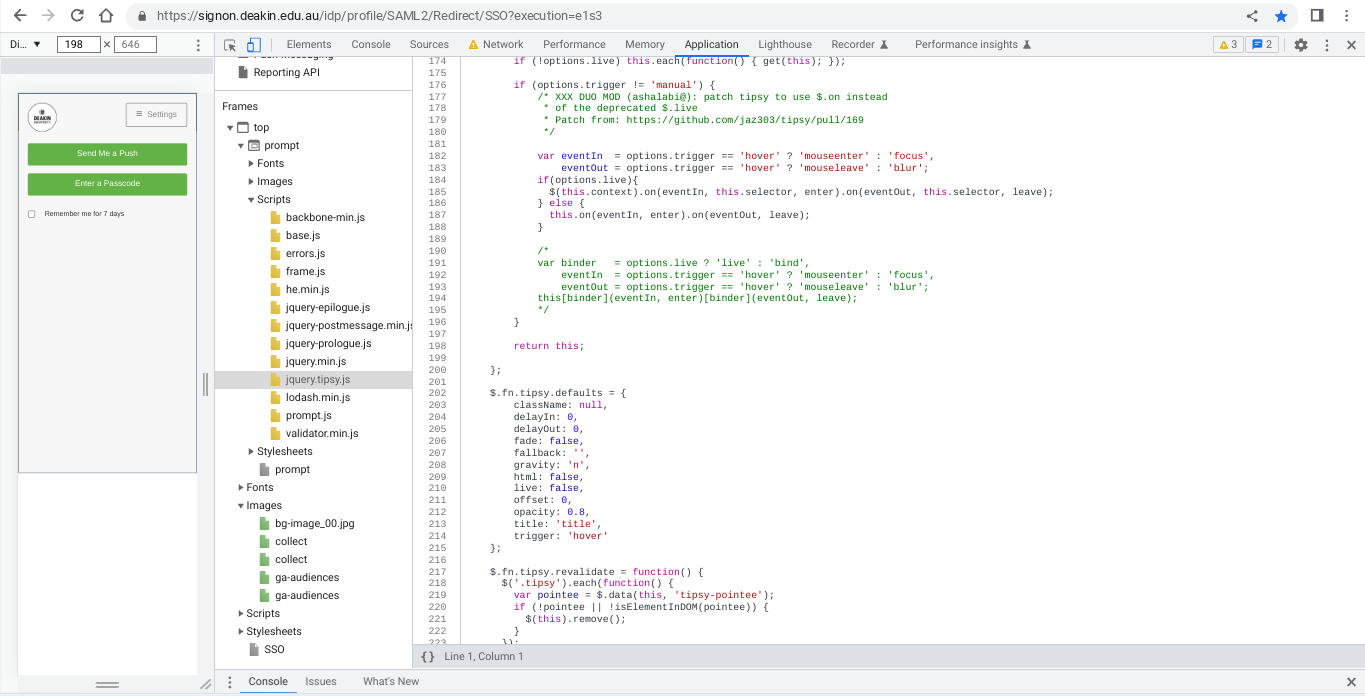 https://signon.deakin.edu.au/idp/profile/SAML2/Redirect/SSO?execution=e1s3
Di... ▼ 198 × 646
Elements Console Sources Network Performance Memory Application Lighthouse Recorder Performance insights 3 2
DEAKIN
Settings
Send Me a Push
Enter a Passcode
Remember me for 7 days
Push Messaging
Reporting API
Frames
top
prompt
Fonts
Images
Scripts
backbone-min.js
base.js
errors.js
frame.js
he.min.js
jquery-epilogue.js
jquery-postmessage.min.js
jquery-prologue.js
jquery.min.js
jquery.tipsy.js
lodash.min.js
prompt.js
validator.min.js
Stylesheets
prompt
Fonts
Images
bg-image_00.jpg
collect
collect
ga-audiences
ga-audiences
Scripts
Stylesheets
SSO
174 if (!options.live) this.each(function() { get(this); });
175
176 if (options.trigger != 'manual') {
177 /* XXX DUO MOD (ashalabi@): patch tipsy to use $.on instead
178 * of the deprecated $.live
179 * Patch from: https://github.com/jaz303/tipsy/pull/169
180 */
181
182 var eventIn  = options.trigger == 'hover' ? 'mouseenter' : 'focus',
183 eventOut = options.trigger == 'hover' ? 'mouseleave' : 'blur';
184 if(options.live){
185 $(this.context).on(eventIn, this.selector, enter).on(eventOut, this.selector, leave);
186 } else {
187 this.on(eventIn, enter).on(eventOut, leave);
188 }
189
190 /*
191 var binder   = options.live ? 'live' : 'bind',
192 eventIn  = options.trigger == 'hover' ? 'mouseenter' : 'focus',
193 eventOut = options.trigger == 'hover' ? 'mouseleave' : 'blur';
194 this[binder](eventIn, enter)[binder](eventOut, leave);
195 */
196 }
197
198 return this;
199
200 };
201
202 $.fn.tipsy.defaults = {
203 className: null,
204 delayIn: 0,
205 delayOut: 0,
206 fade: false,
207 fallback: '',
208 gravity: 'n',
209 html: false,
210 live: false,
211 offset: 0,
212 opacity: 0.8,
213 title: 'title',
214 trigger: 'hover'
215 };
216
217 $.fn.tipsy.revalidate = function() {
218 $('.tipsy').each(function() {
219 var pointee = $.data(this, 'tipsy-pointee');
220 if (!pointee || !isElementInDOM(pointee)) {
221 $(this).remove();
222 }
223 });
{} Line 1, Column 1
Console Issues What's New